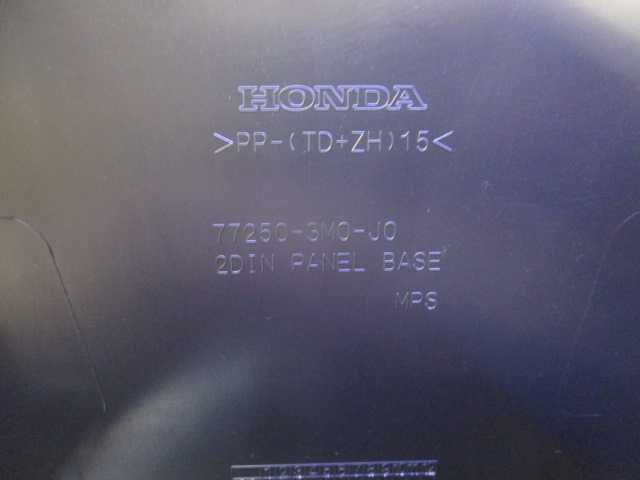 HONDA
>PP-(TD+ZH)15<
77250-3M0-J0
2DIN PANEL BASE
MPS